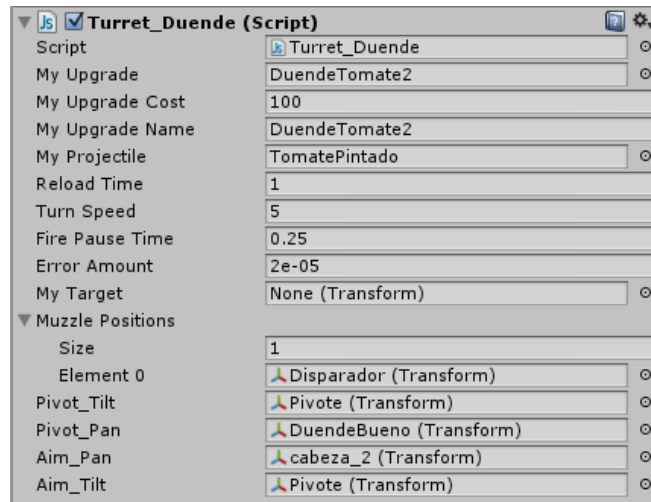 Turret_Duende (Script)
Script Turret_Duende
My Upgrade DuendeTomate2
My Upgrade Cost 100
My Upgrade Name DuendeTomate2
My Projectile TomatePintado
Reload Time 1
Turn Speed 5
Fire Pause Time 0.25
Error Amount 2e-05
My Target None (Transform)
Muzzle Positions
Size 1
Element 0 Disparador (Transform)
Pivot_Tilt Pivote (Transform)
Pivot_Pan DuendeBueno (Transform)
Aim_Pan cabeza_2 (Transform)
Aim_Tilt Pivote (Transform)